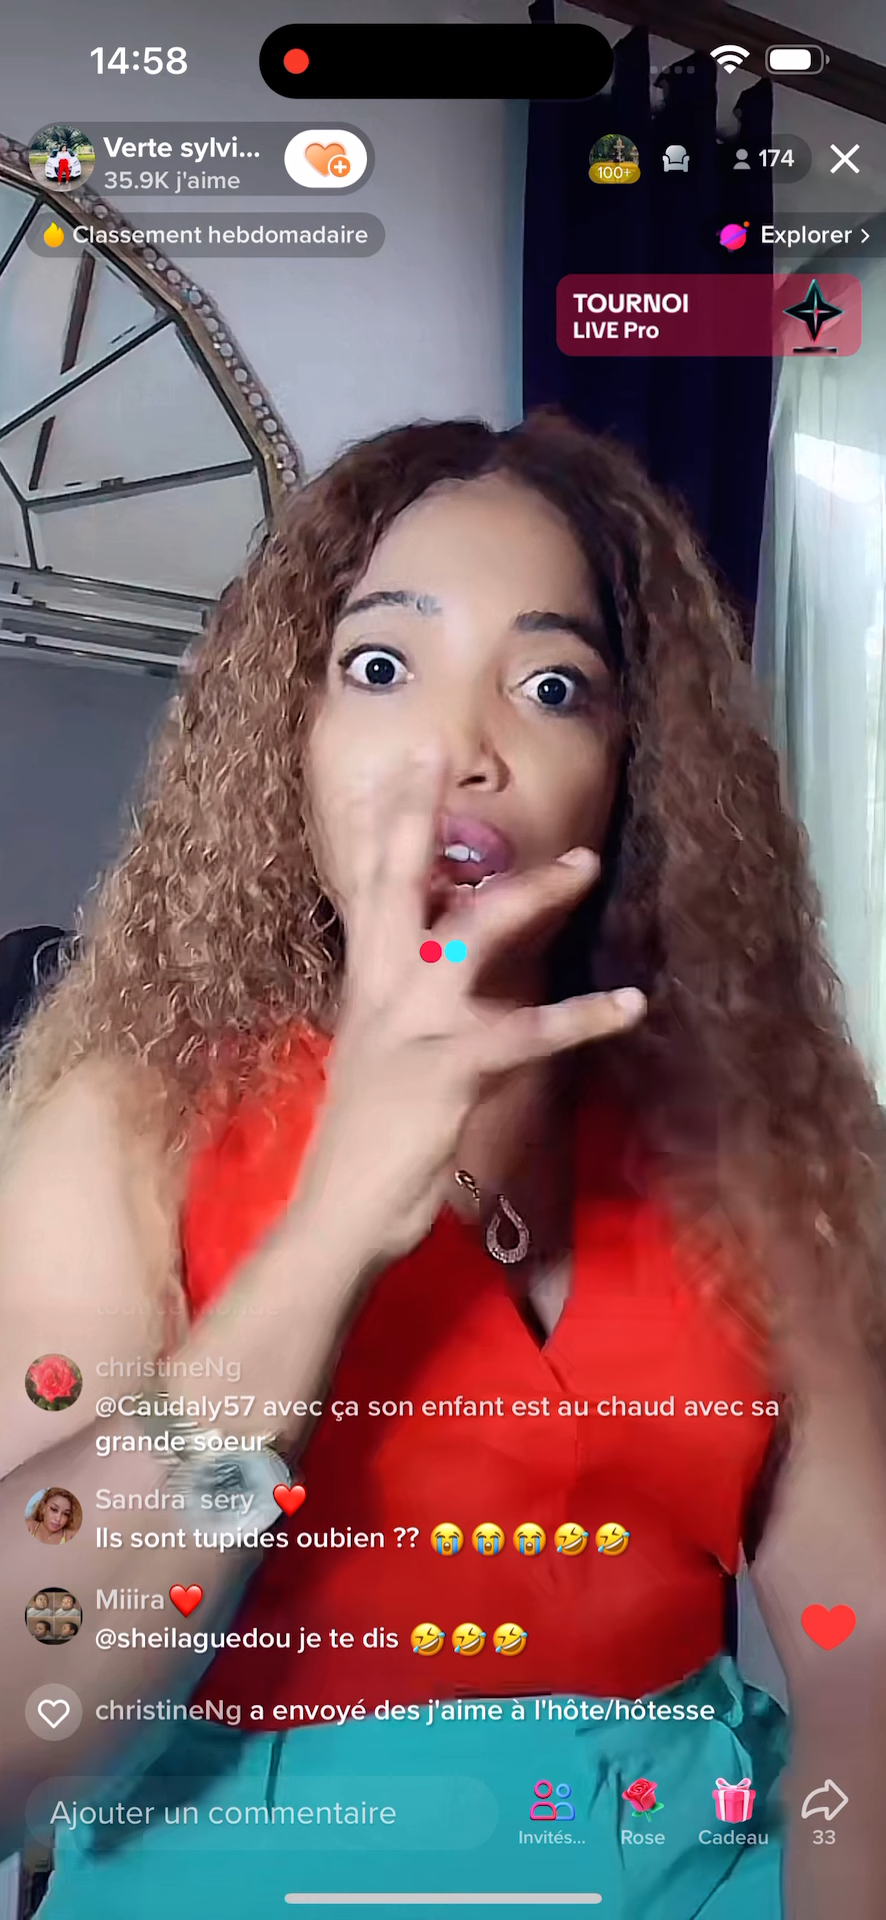 14:58
Verte sylvi...
35.9K j'aime
100+
174
Classement hebdomadaire
Explorer >
TOURNOI
LIVE Pro
christineNg
@Caudaly57 avec ça son enfant est au chaud avec sa
grande soeur
Sandra sery ❤️
Ils sont tupides oubien ?? 😭😭😭🤣🤣
Miiira❤️
@sheilaguedou je te dis 🤣🤣🤣
christineNg a envoyé des j'aime à l'hôte/hôtesse
Ajouter un commentaire
Invités...
Rose
Cadeau
33